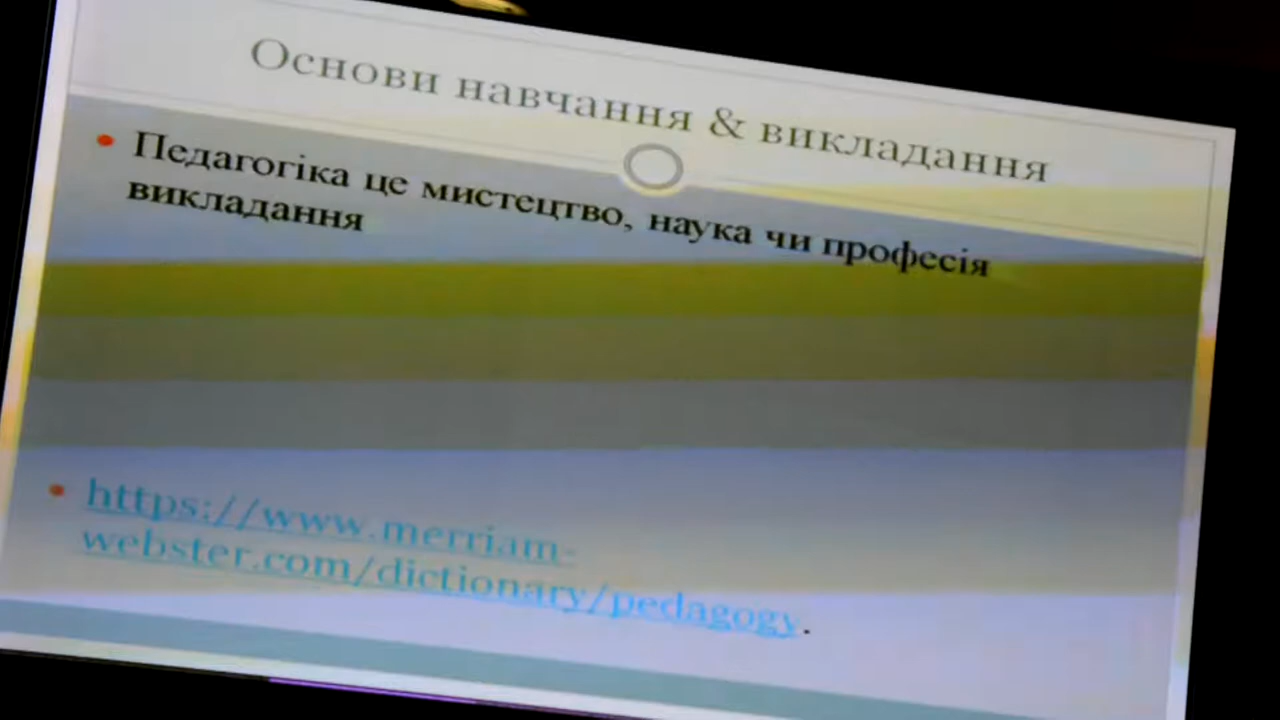 Основи навчання & викладання
Педагогіка це мистецтво, наука чи професія
викладання
https://www.merriam-
webster.com/dictionary/pedagogy.